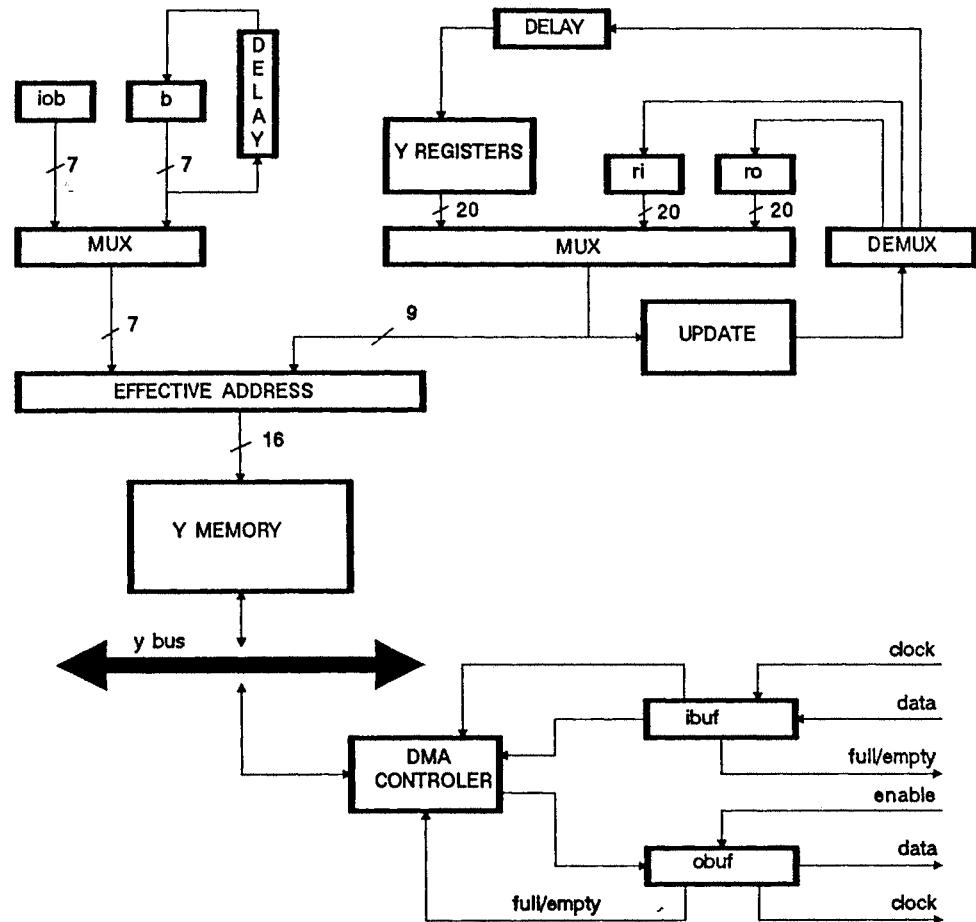 DELAY
DELAY
iob
b
Y REGISTERS
ri
ro
7
7
20
20
20
MUX
MUX
DEMUX
7
9
UPDATE
EFFECTIVE ADDRESS
16
Y MEMORY
y bus
clock
ibuf
data
full/empty
DMA
CONTROLER
enable
obuf
data
full/empty
clock